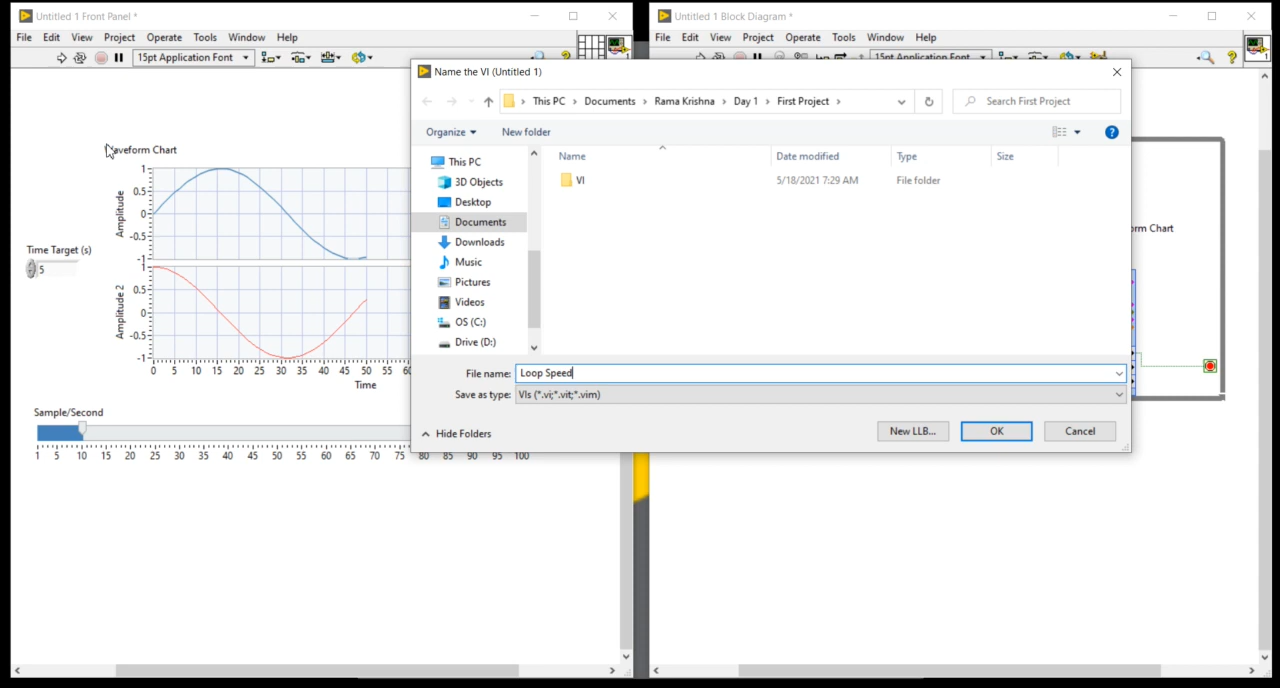 Untitled 1 Front Panel *
File Edit View Project Operate Tools Window Help
15pt Application Font
Waveform Chart
Amplitude
1
0.5
0
-0.5
-1
Amplitude 2
1
0.5
0
-0.5
-1
0 5 10 15 20 25 30 35 40 45 50 55
Time
Time Target (s)
5
Sample/Second
1 5 10 15 20 25 30 35 40 45 50 55 60 65 70 75 80 85 90 95 100
Untitled 1 Block Diagram *
File Edit View Project Operate Tools Window Help
15pt Application Font
Chart
Name the VI (Untitled 1)
This PC > Documents > Rama Krishna > Day 1 > First Project >
Search First Project
Organize New folder
This PC
3D Objects
Desktop
Documents
Downloads
Music
Pictures
Videos
OS (C:)
Drive (D:)
Name Date modified Type Size
VI 5/18/2021 7:29 AM File folder
File name: Loop Speed
Save as type: VIs (*.vi;*.vit;*.vim)
Hide Folders New LLB... OK Cancel